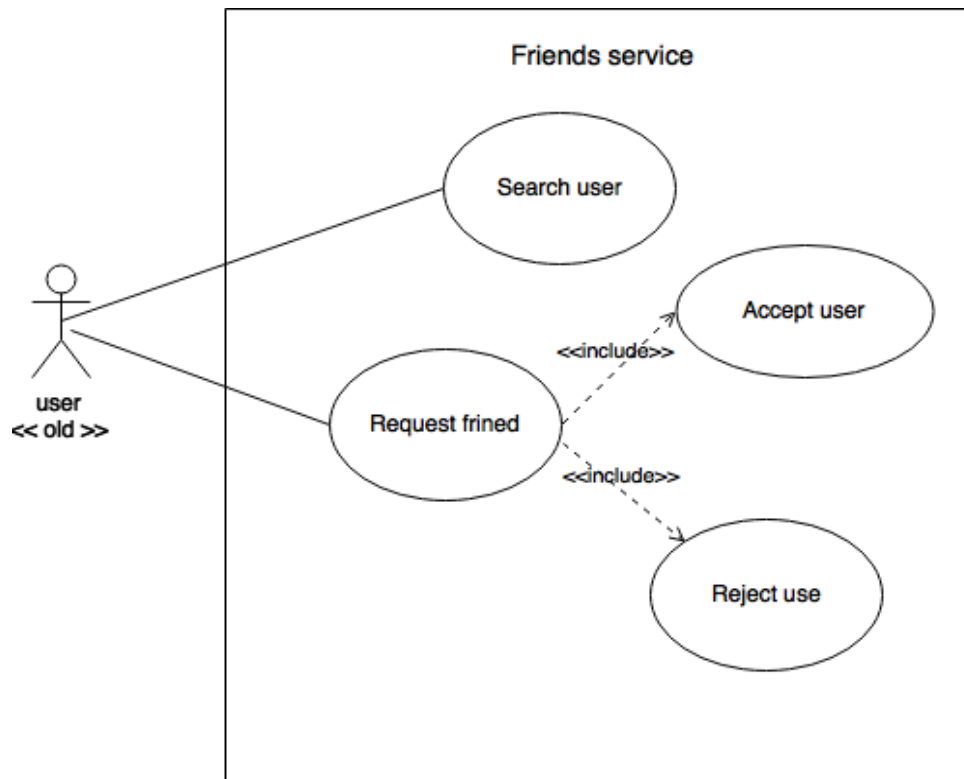 Friends service
Search user
Accept user
<<include>>
user
<< old >>
Request frined
<<include>>
Reject use